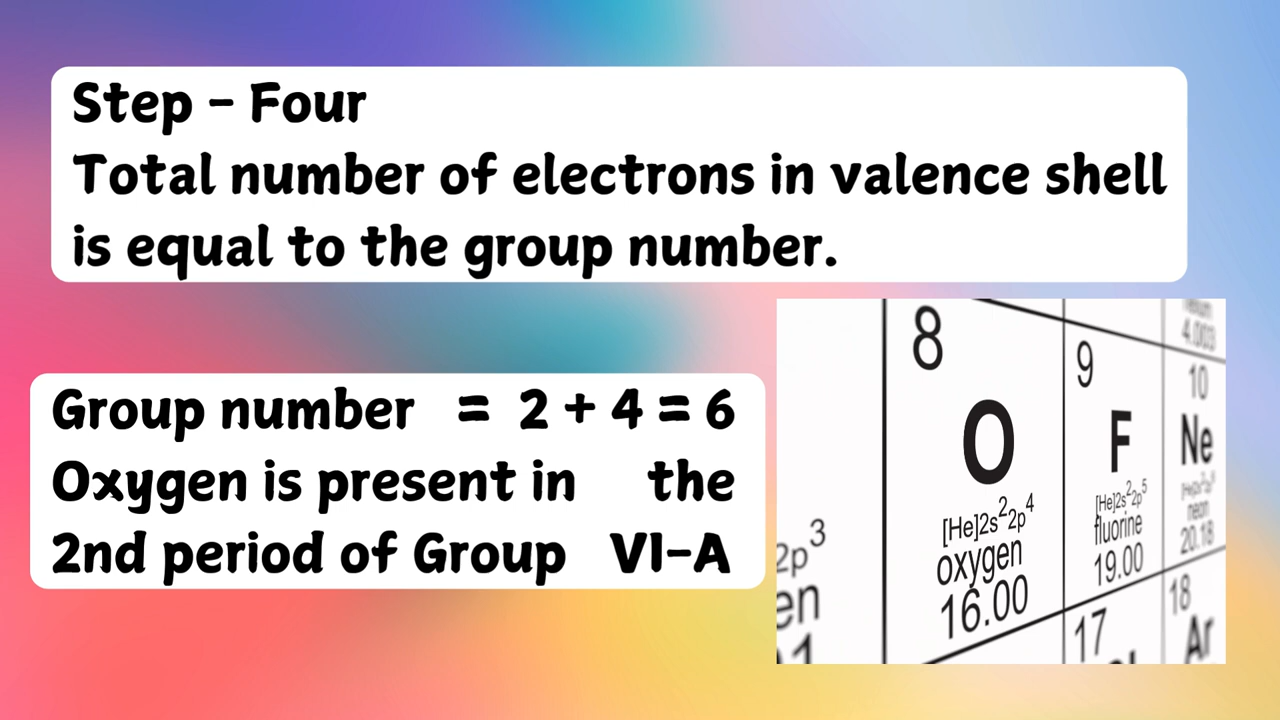 Step - Four
Total number of electrons in valence shell
is equal to the group number.
Group number = 2 + 4 = 6
Oxygen is present in the
2nd period of Group VI-A
8
O
[He]2s²2p⁴
oxygen
16.00
9
F
[He]2s²2p⁵
fluorine
19.00
4.003
10
Ne
neon
20.18
2p³
en
17
18
Ar